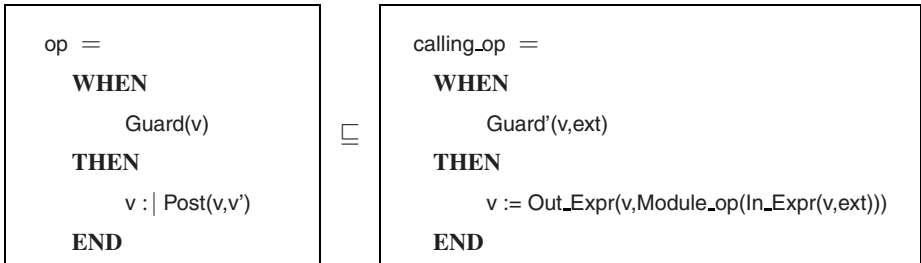 op =
WHEN
Guard(v)
THEN
v :| Post(v,v')
END
⊑
calling_op =
WHEN
Guard'(v,ext)
THEN
v := Out_Expr(v,Module_op(In_Expr(v,ext)))
END